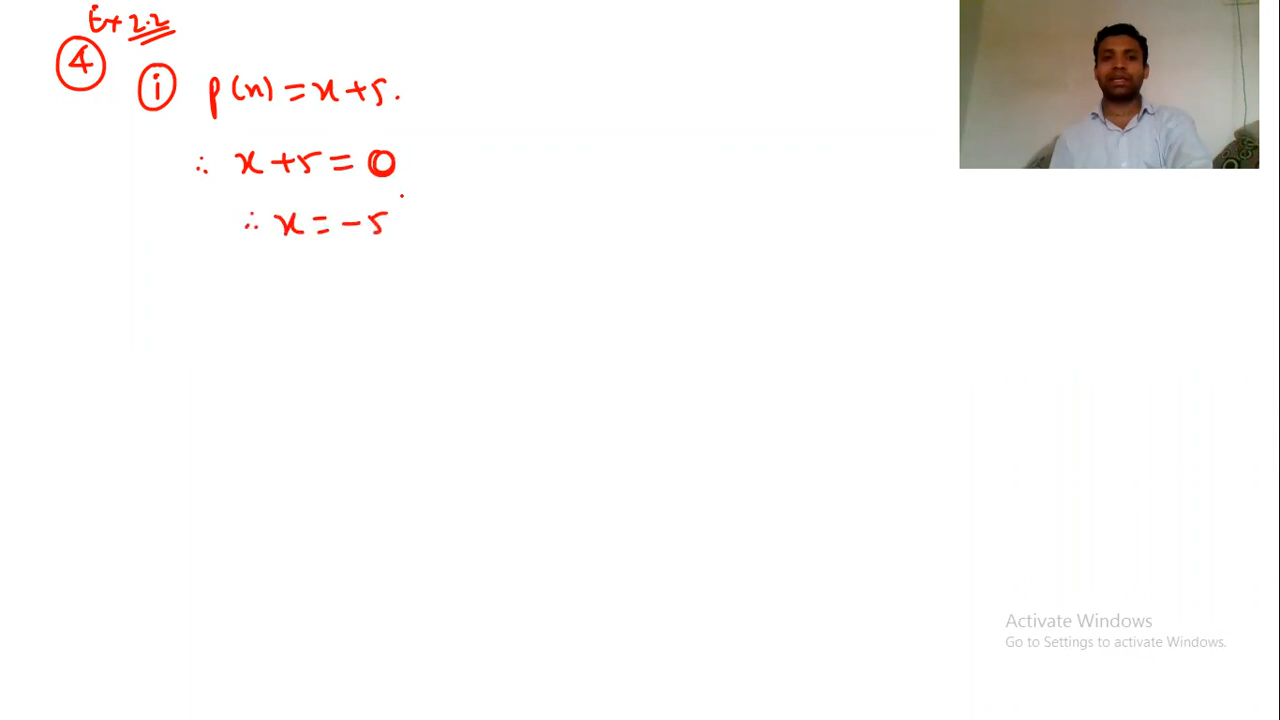 Ex 2.2
④
ⓘ p(x) = x + 5.
∴ x + 5 = 0
∴ x = - 5
Activate Windows
Go to Settings to activate Windows.